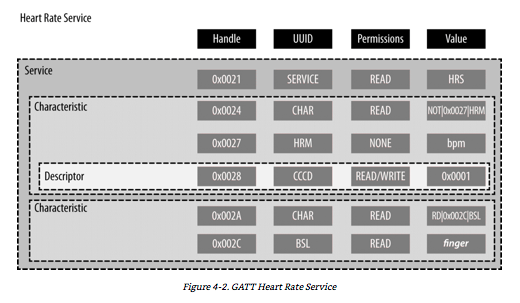 Heart Rate Service
Handle UUID Permissions Value
Service
0x0021 SERVICE READ HRS
Characteristic
0x0024 CHAR READ NOT|0x0027|HRM
0x0027 HRM NONE bpm
Descriptor 0x0028 CCCD READ/WRITE 0x0001
Characteristic
0x002A CHAR READ RD|0x002C|BSL
0x002C BSL READ finger
Figure 4-2. GATT Heart Rate Service